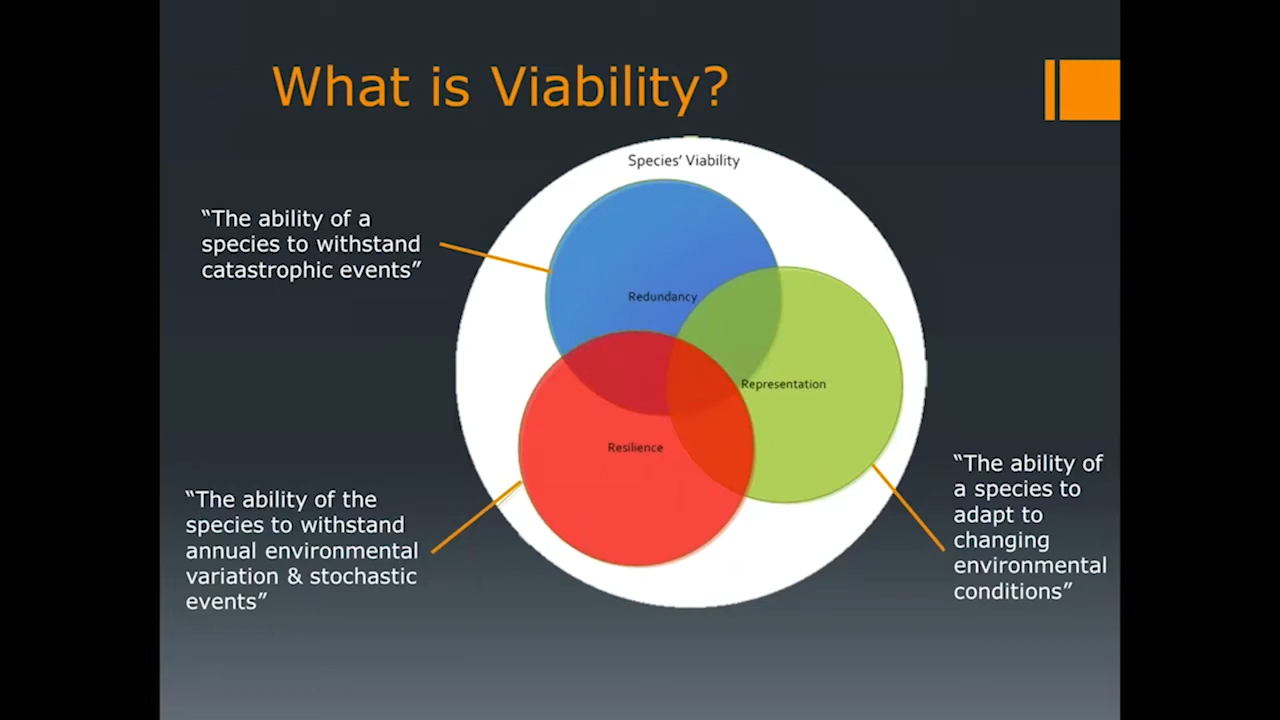 What is Viability?
Species’ Viability
“The ability of a
species to withstand
catastrophic events”
Redundancy
Representation
Resilience
“The ability of the
species to withstand
annual environmental
variation & stochastic
events”
“The ability of
a species to
adapt to
changing
environmental
conditions”